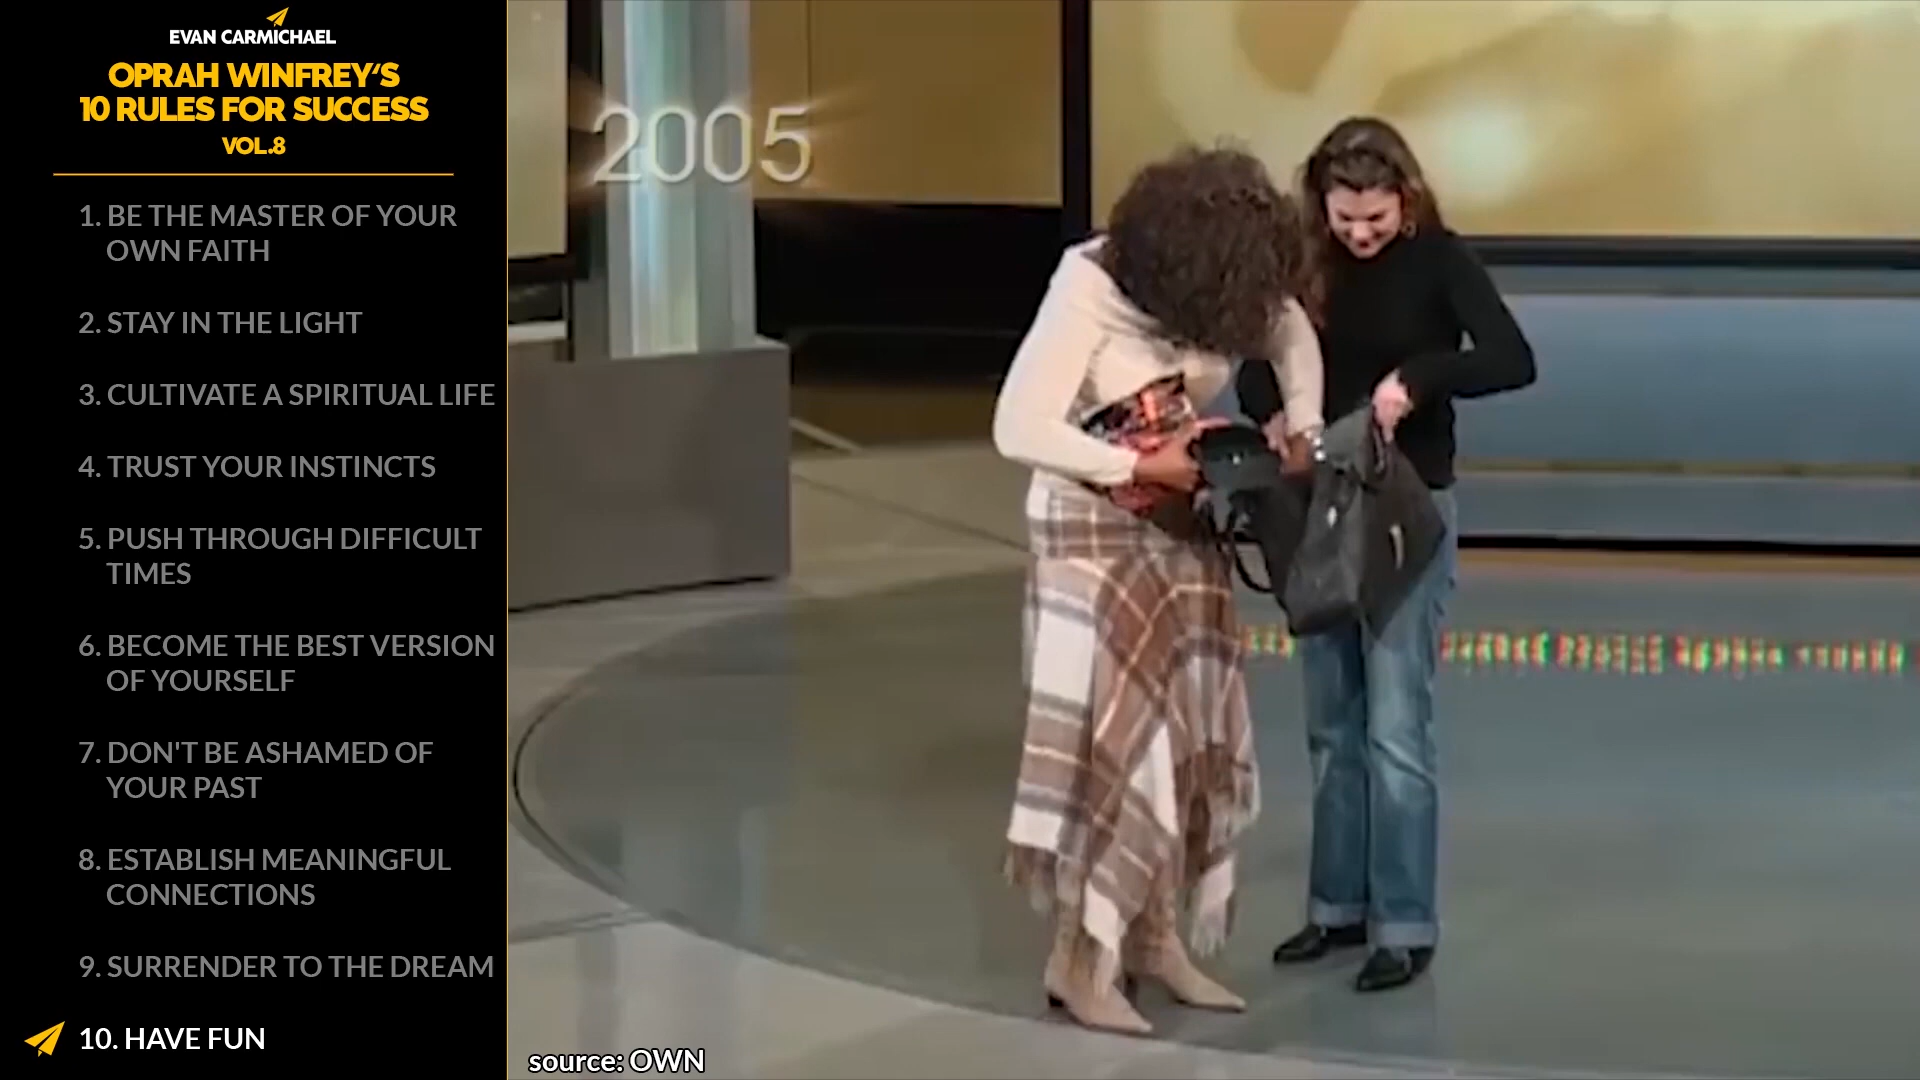 EVAN CARMICHAEL
OPRAH WINFREY'S
10 RULES FOR SUCCESS
VOL.8
1. BE THE MASTER OF YOUR
OWN FAITH
2. STAY IN THE LIGHT
3. CULTIVATE A SPIRITUAL LIFE
4. TRUST YOUR INSTINCTS
5. PUSH THROUGH DIFFICULT
TIMES
6. BECOME THE BEST VERSION
OF YOURSELF
7. DON'T BE ASHAMED OF
YOUR PAST
8. ESTABLISH MEANINGFUL
CONNECTIONS
9. SURRENDER TO THE DREAM
10. HAVE FUN
2005
source: OWN